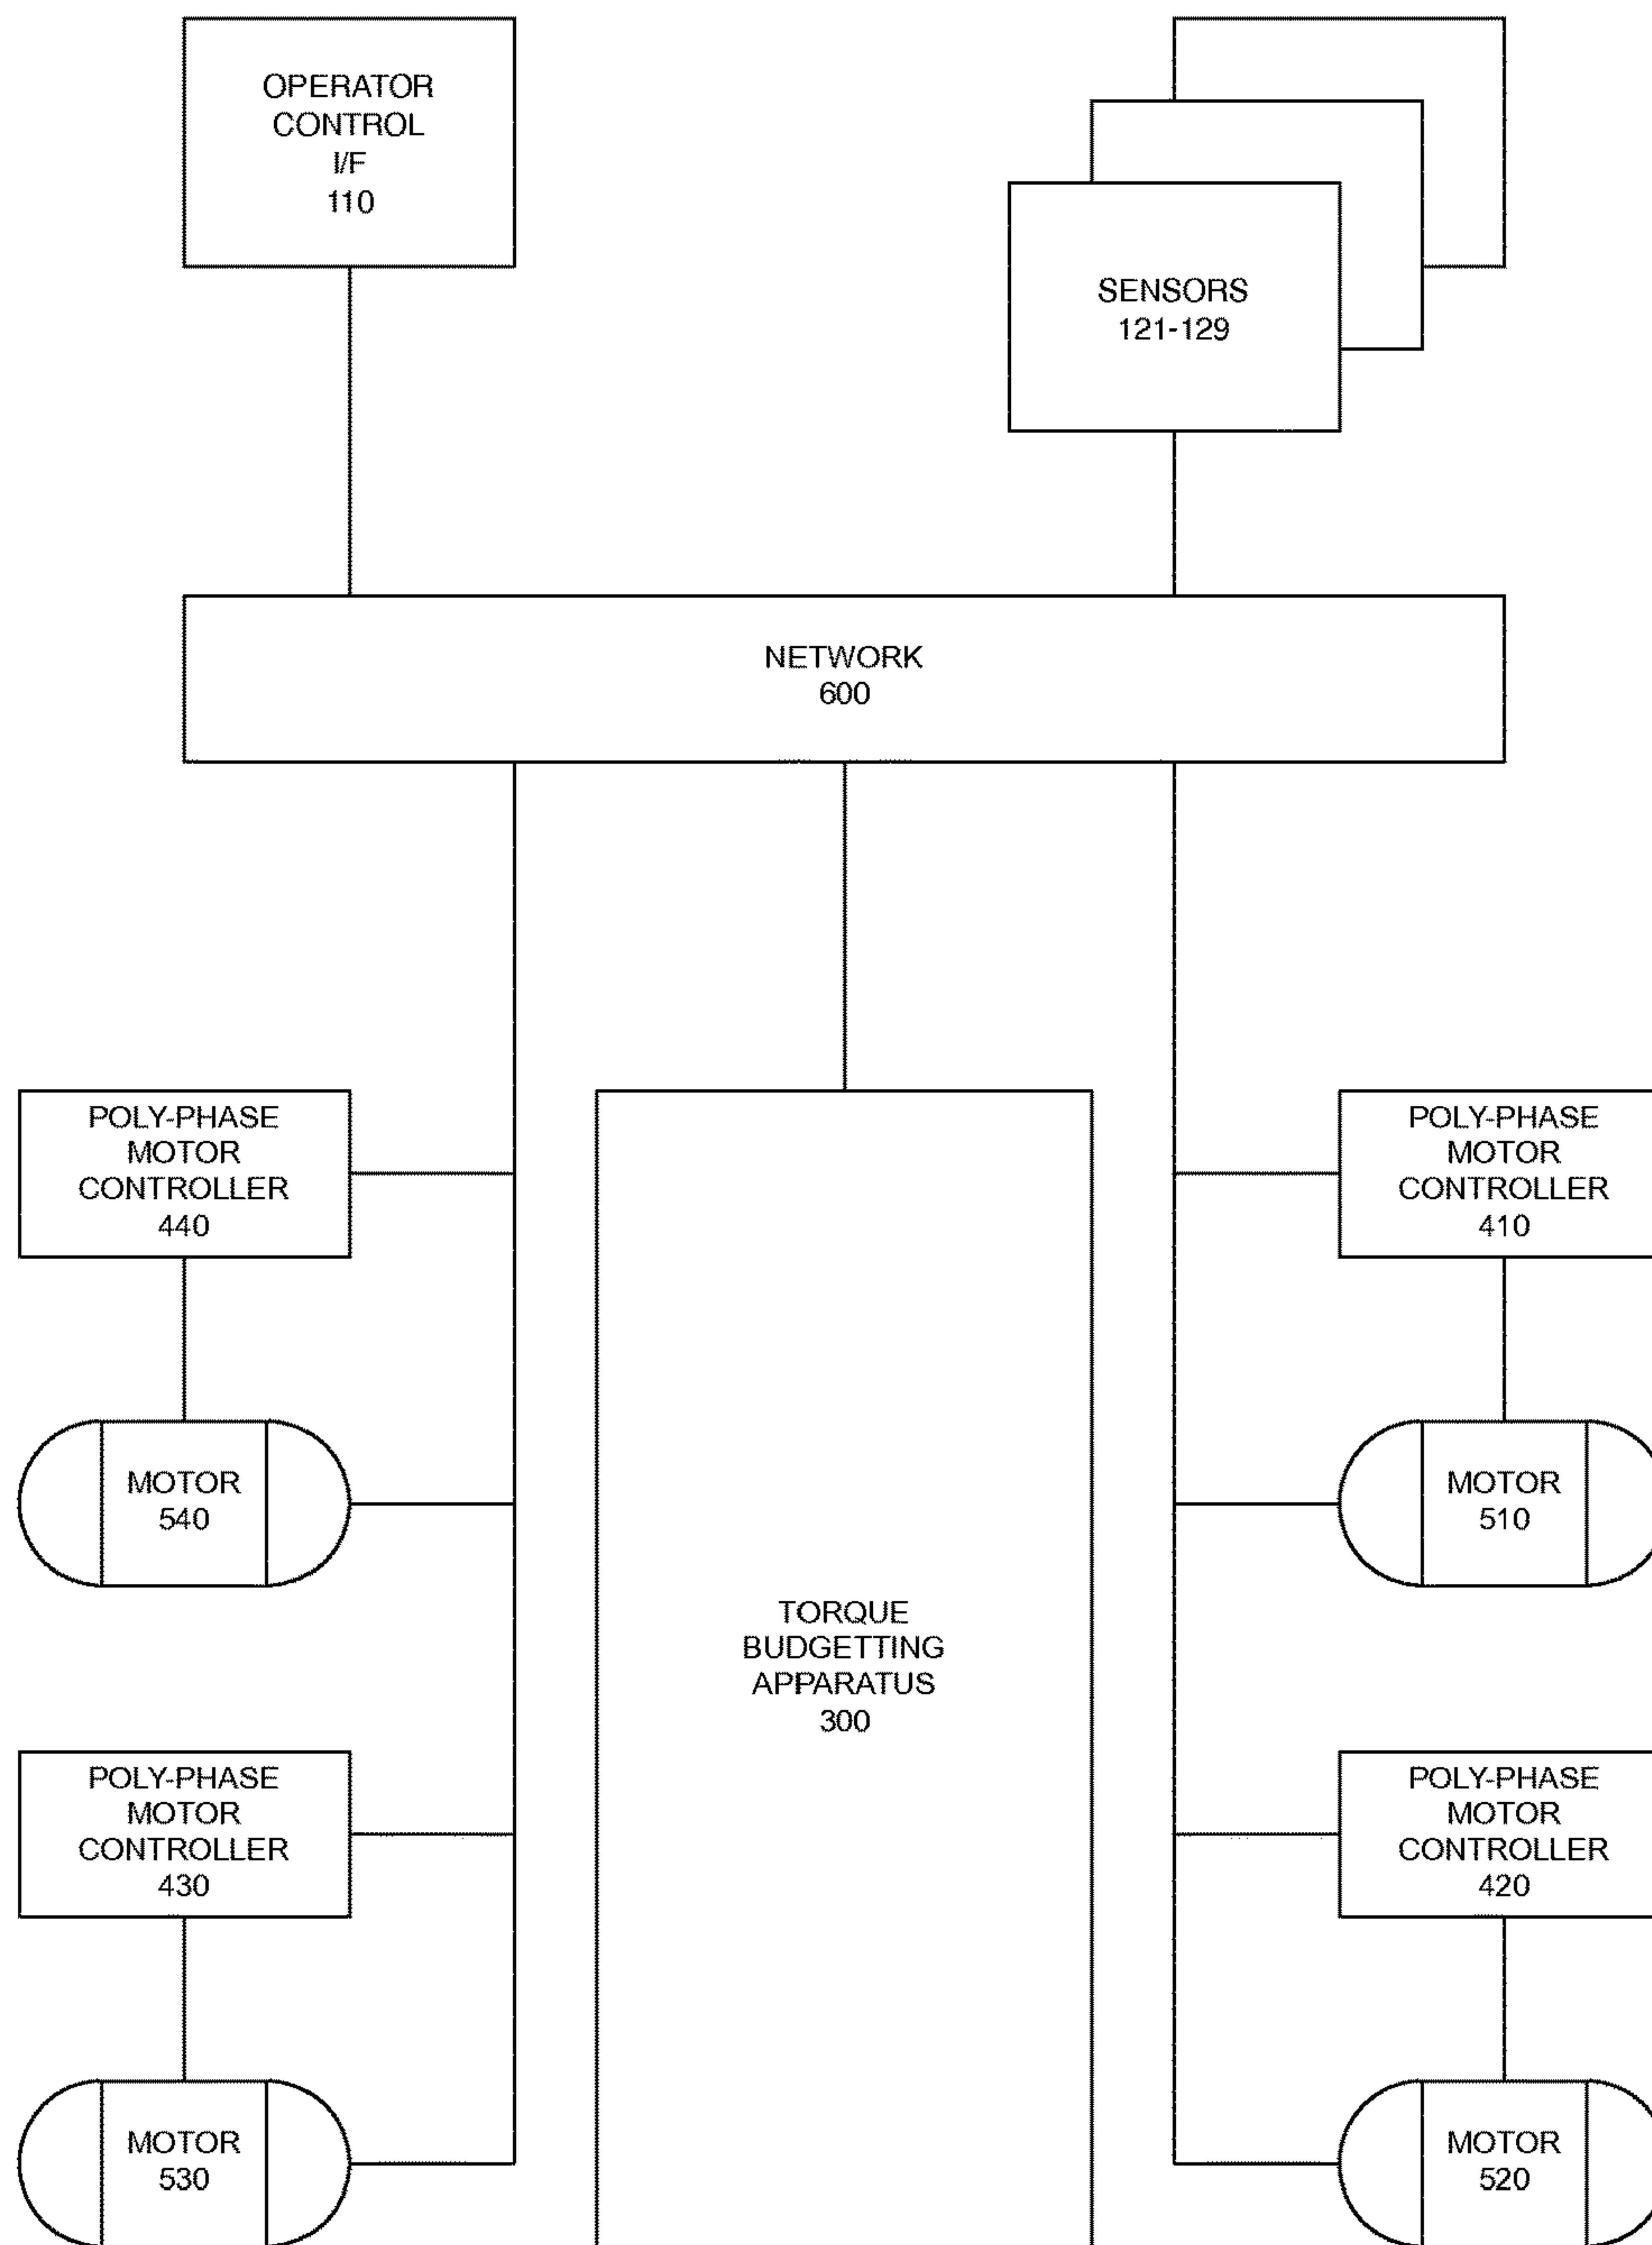 OPERATOR
CONTROL
I/F
110
SENSORS
121-129
NETWORK
600
POLY-PHASE
MOTOR
CONTROLLER
440
POLY-PHASE
MOTOR
CONTROLLER
410
MOTOR
540
MOTOR
510
TORQUE
BUDGETTING
APPARATUS
300
POLY-PHASE
MOTOR
CONTROLLER
430
POLY-PHASE
MOTOR
CONTROLLER
420
MOTOR
530
MOTOR
520